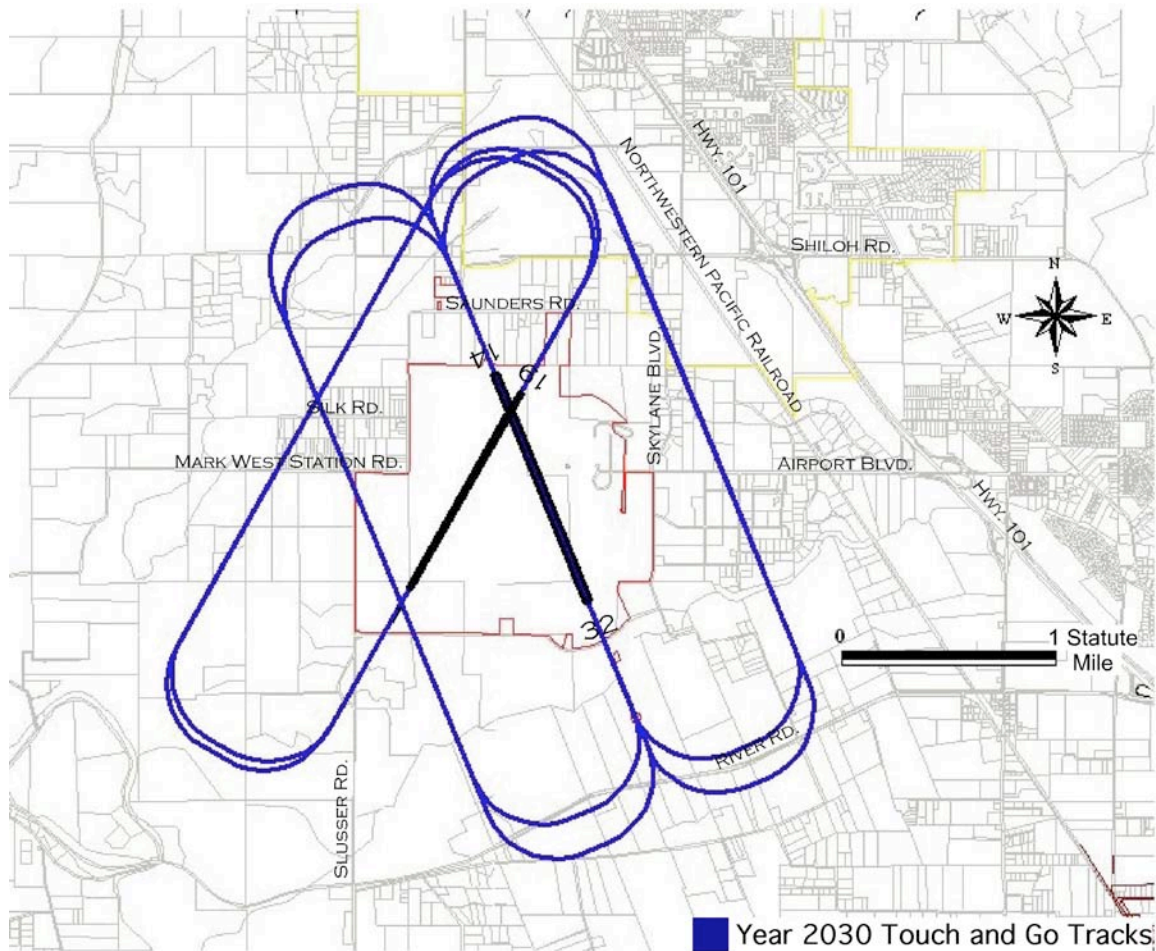 NORTHWESTERN PACIFIC RAILROAD
HWY. 101
SHILOH RD.
N
W E
S
SAUNDERS RD.
14
19
SKYLANE BLVD.
SILK RD.
MARK WEST STATION RD.
AIRPORT BLVD.
HWY. 101
32
0 1 Statute
Mile
RIVER RD.
SLUSSER RD.
Year 2030 Touch and Go Tracks